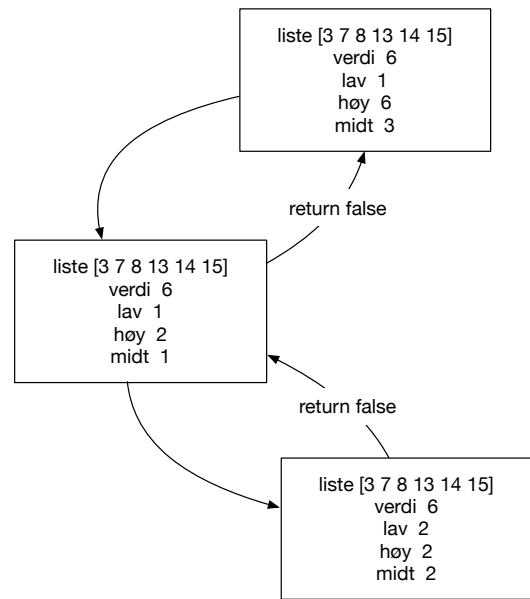 liste [3 7 8 13 14 15]
verdi 6
lav 1
høy 6
midt 3
return false
liste [3 7 8 13 14 15]
verdi 6
lav 1
høy 2
midt 1
return false
liste [3 7 8 13 14 15]
verdi 6
lav 2
høy 2
midt 2